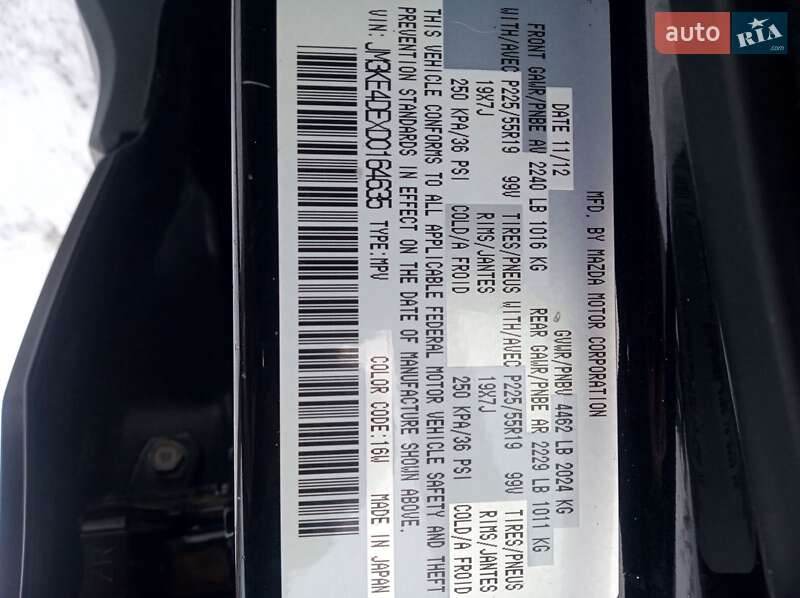 MFD. BY MAZDA MOTOR CORPORATION
DATE 11/12 GVWR/PNBV 4462 LB 2024 KG
FRONT GAWR/PNBE AV 2240 LB 1016 KG REAR GAWR/PNBE AR 2229 LB 1011 KG
WITH/AVEC P225/55R19 99V TIRES/PNEUS WITH/AVEC P225/55R19 99V TIRES/PNEUS
19X7J RIMS/JANTES 19X7J RIMS/JANTES
250 KPA/36 PSI COLD/A FROID 250 KPA/36 PSI COLD/A FROID
THIS VEHICLE CONFORMS TO ALL APPLICABLE FEDERAL MOTOR VEHICLE SAFETY AND THEFT
PREVENTION STANDARDS IN EFFECT ON THE DATE OF MANUFACTURE SHOWN ABOVE.
VIN: JM3KE4DEXD0164635 TYPE:MPV COLOR CODE:16W MADE IN JAPAN
auto RIA .com